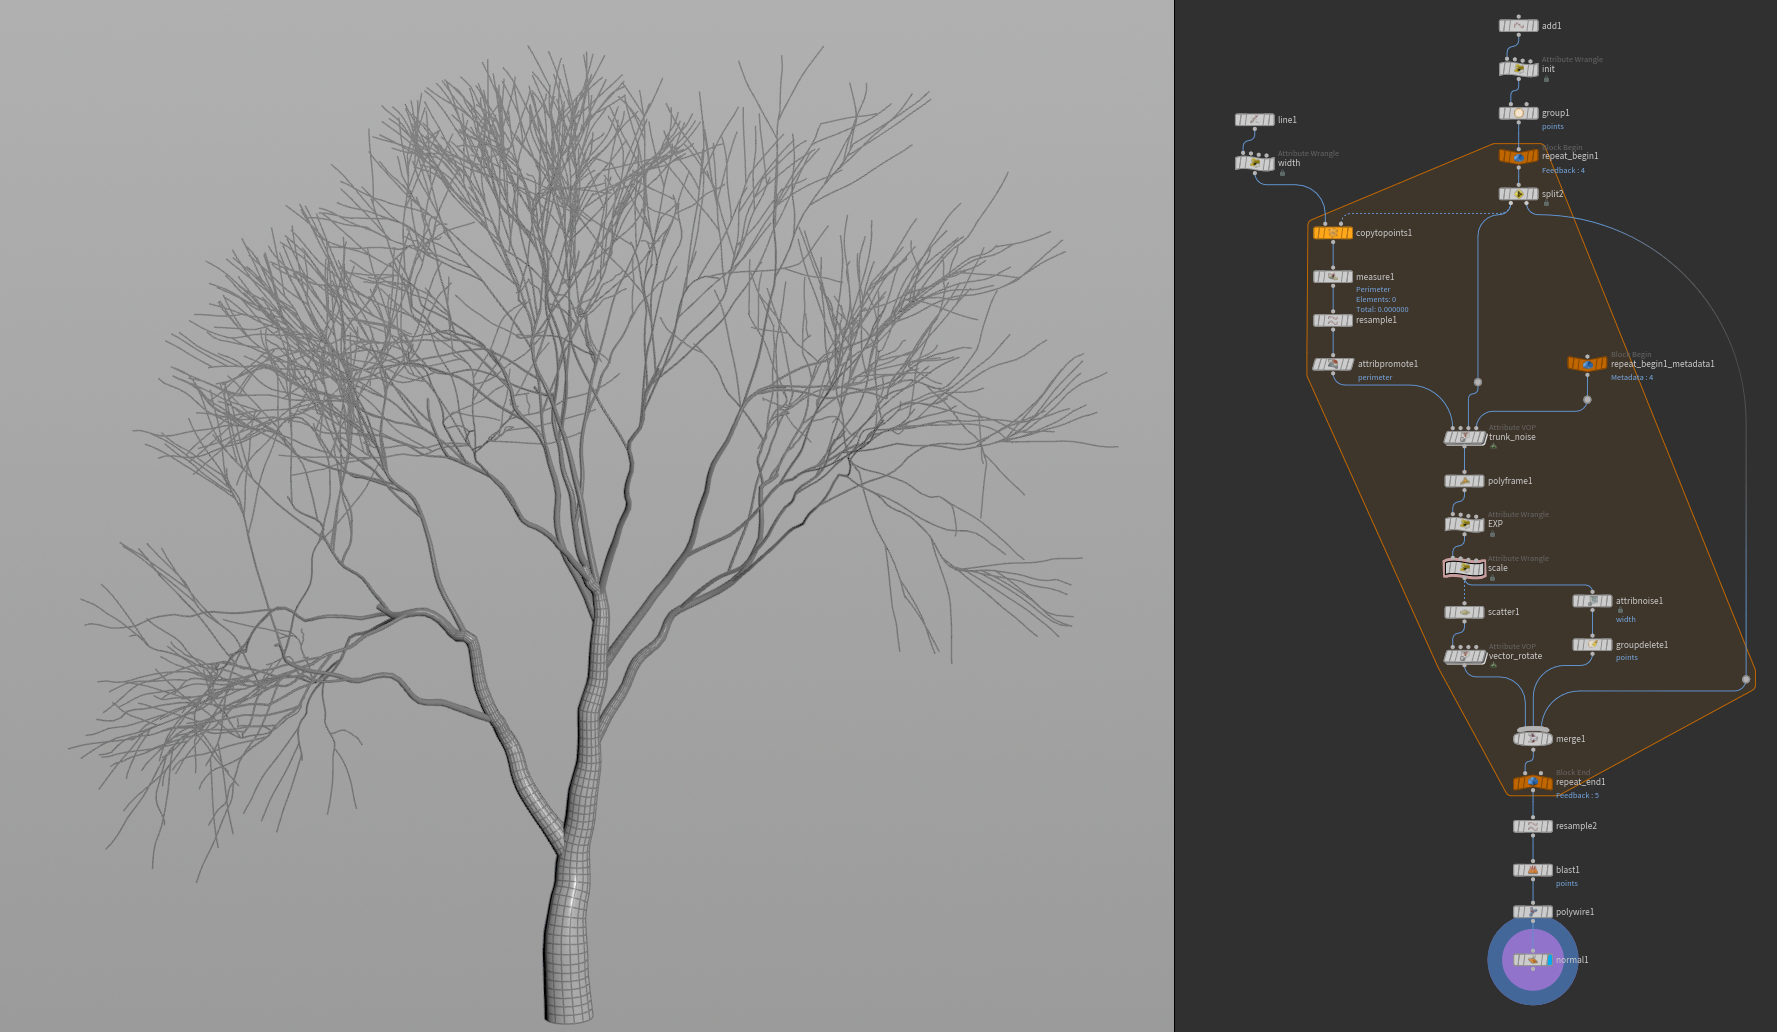 add1
Attribute Wrangle
init
group1
points
line1
Attribute Wrangle
width
Block Begin
repeat_begin1
Feedback : 4
split2
copytopoints1
measure1
Perimeter
Elements: 0
Total: 0.000000
resample1
attribpromote1
perimeter
Block Begin
repeat_begin1_metadata1
Metadata : 4
Attribute VOP
trunk_noise
polyframe1
Attribute Wrangle
EXP
Attribute Wrangle
scale
attribnoise1
width
scatter1
groupdelete1
points
Attribute VOP
vector_rotate
merge1
Block End
repeat_end1
Feedback : 5
resample2
blast1
points
polywire1
normal1